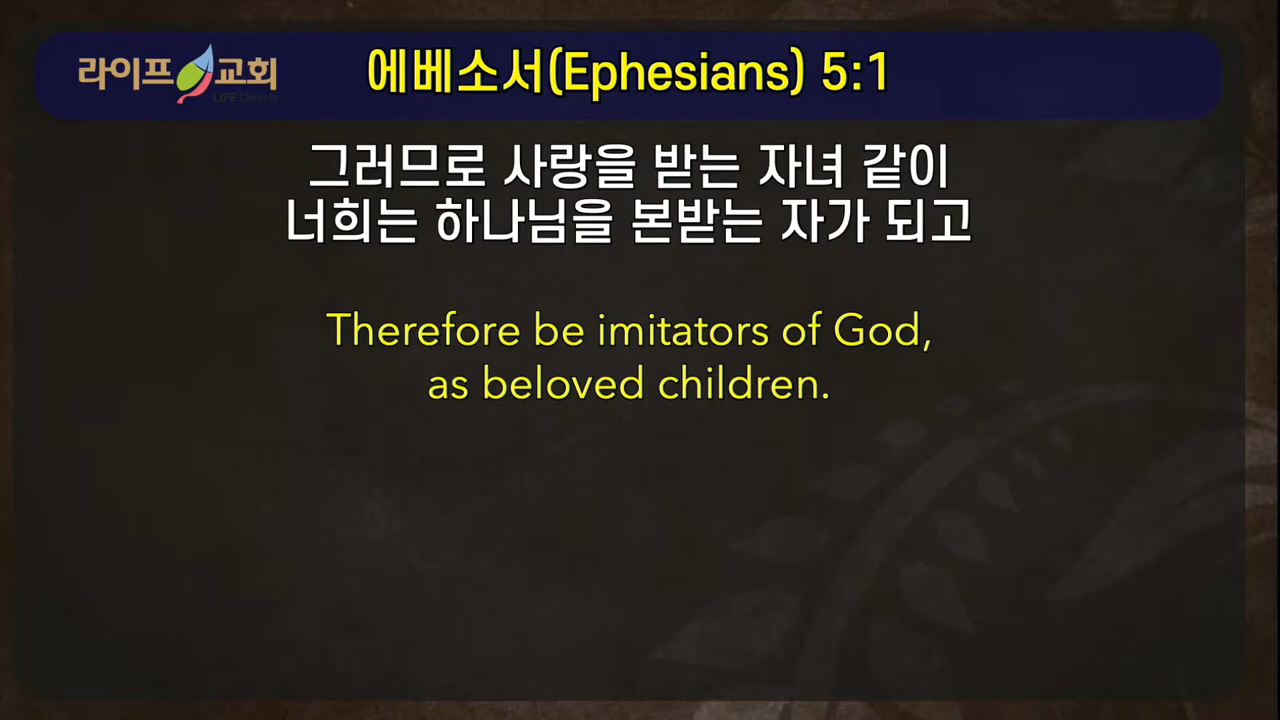 라이프교회
LIFE Church
에베소서(Ephesians) 5:1
그러므로 사랑을 받는 자녀 같이
너희는 하나님을 본받는 자가 되고
Therefore be imitators of God,
as beloved children.